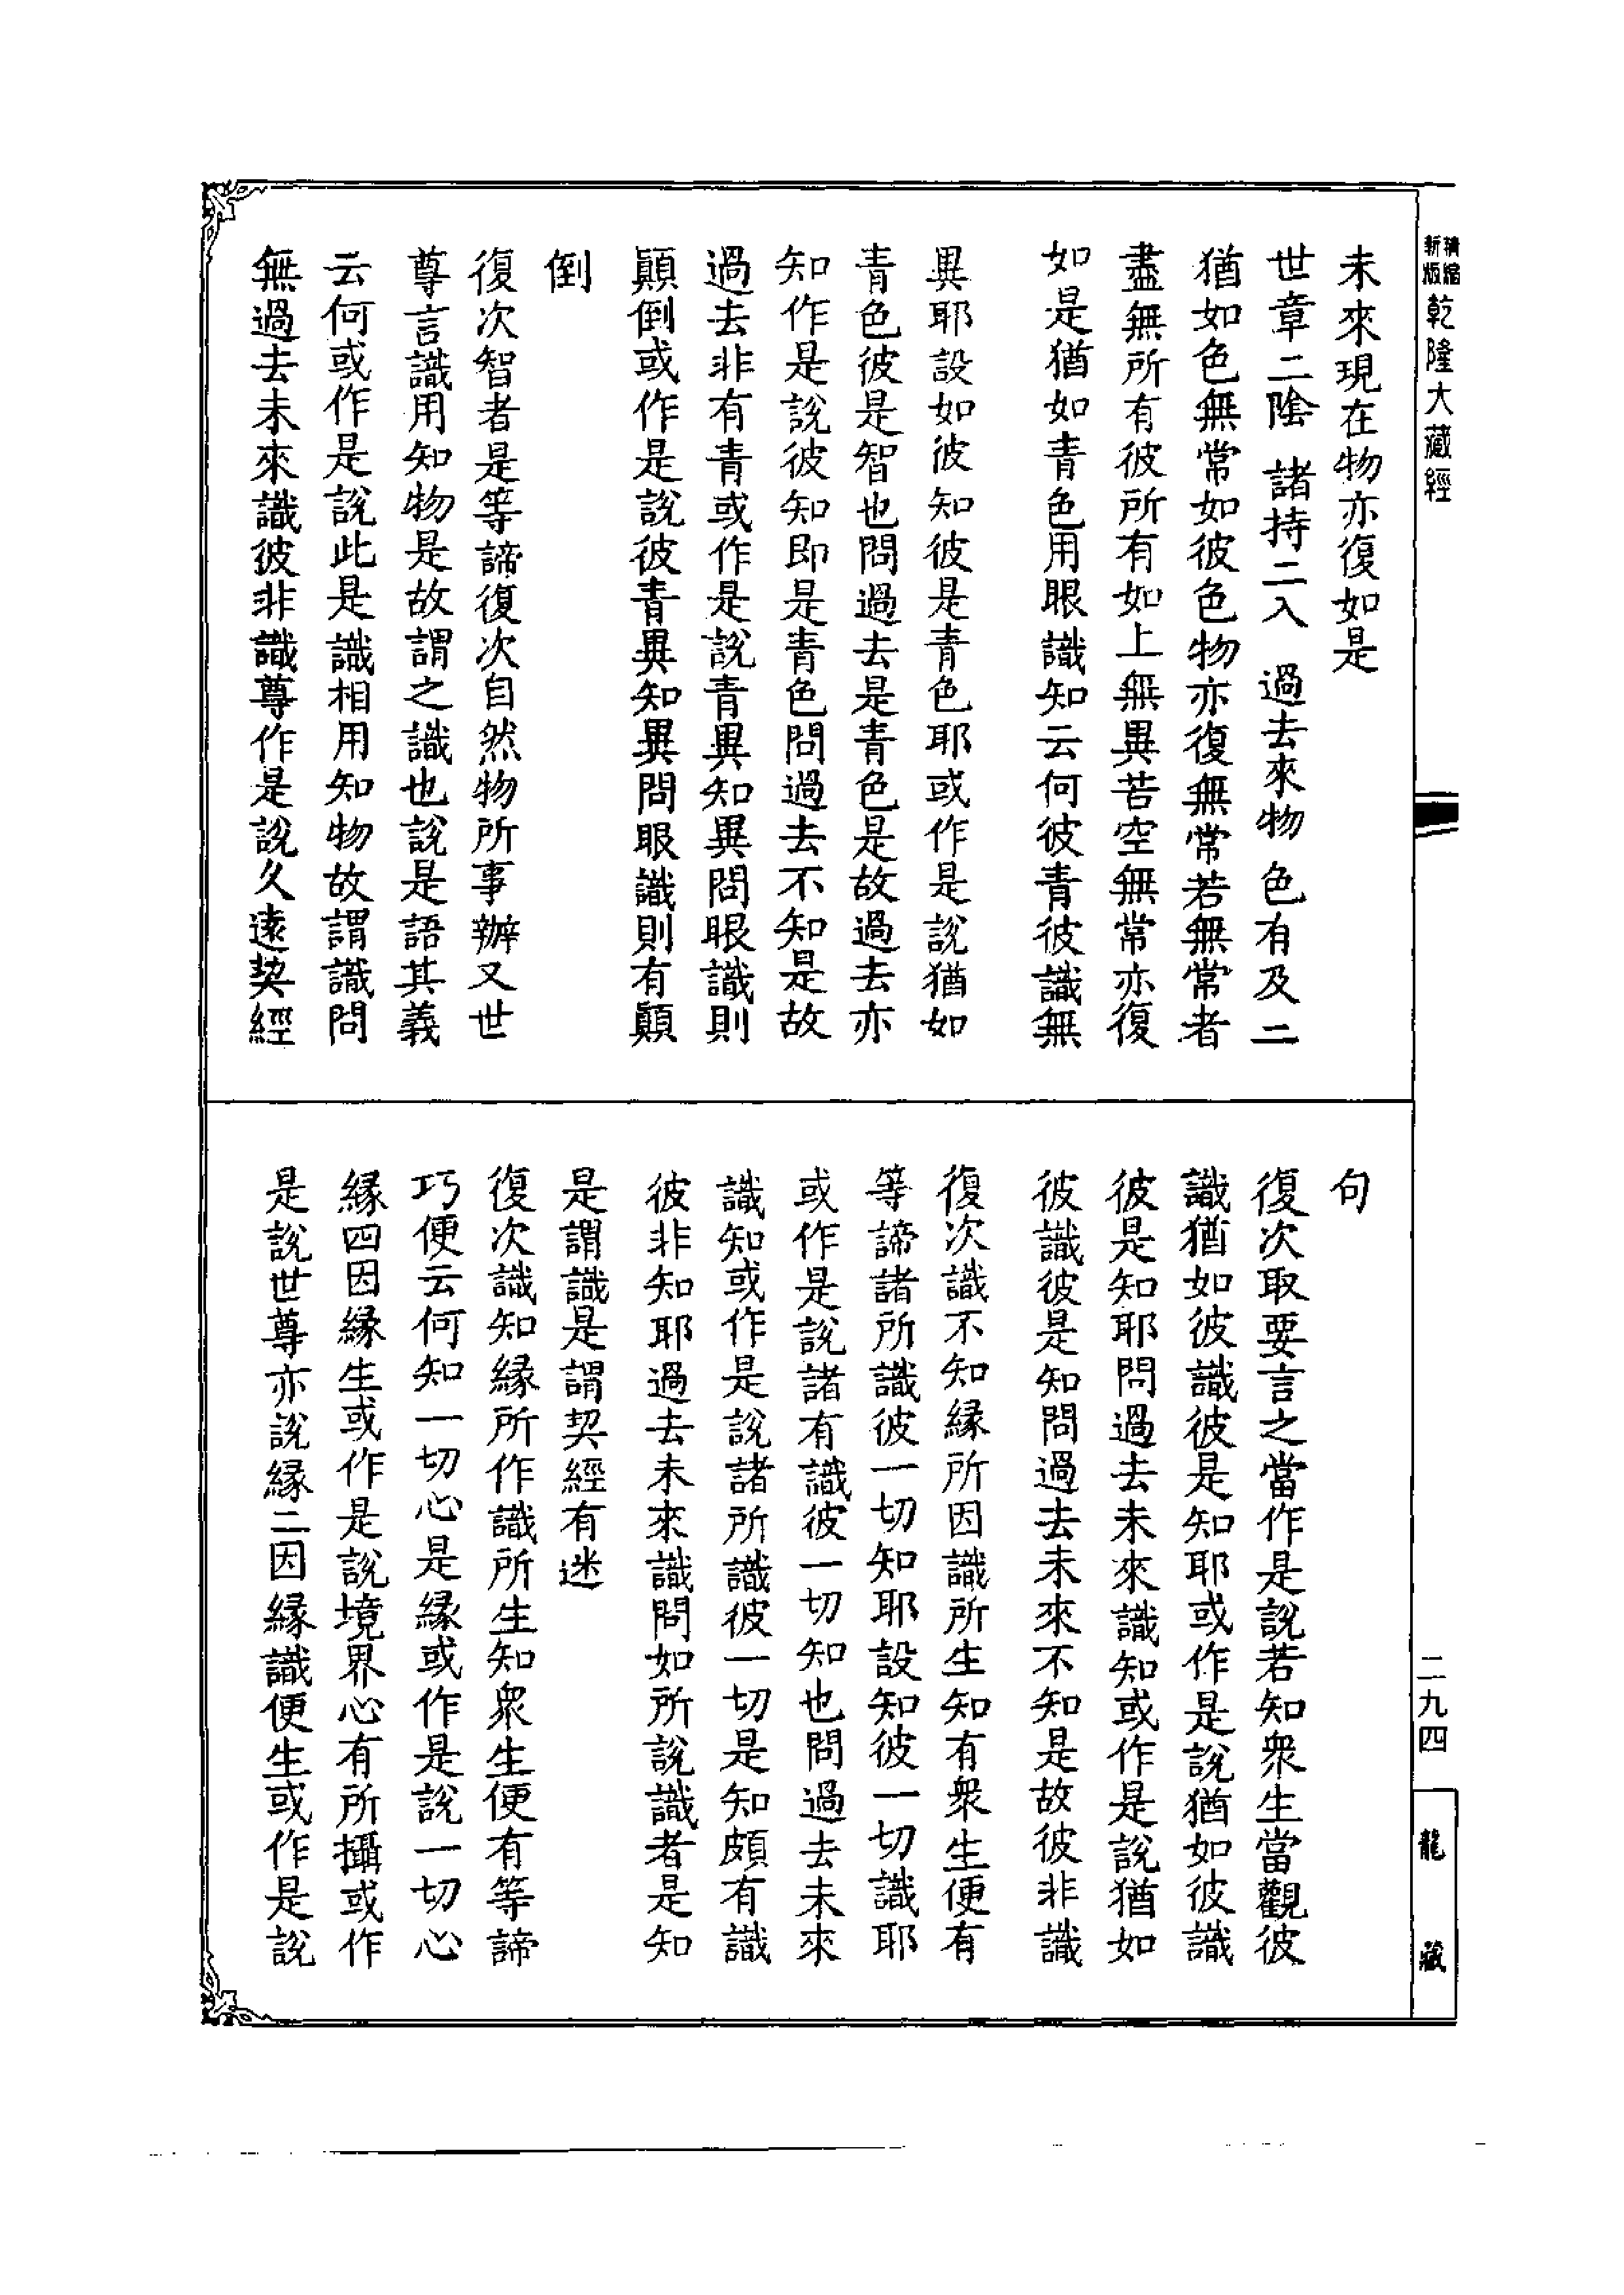 精縮
新版
乾隆大藏經
未來現在物亦復如是
世章二陰 諸持二入 過去來物 色有及二
猶如色無常如彼色物亦復無常若無常者
盡無所有彼所有如上無異苦空無常亦復
如是猶如青色用眼識知云何彼青彼識無
異耶設如彼知彼是青色耶或作是說猶如
青色彼是智也問過去是青色是故過去亦
知作是說彼知即是青色問過去不知是故
過去非有青或作是說青異知異問眼識則
顛倒或作是說彼青異知異問眼識則有顛
倒
復次智者是等諦復次自然物所事辦又世
尊言識用知物是故謂之識也說是語其義
云何或作是說此是識相用知物故謂識問
無過去未來識彼非識尊作是說久遠契經
句
復次取要言之當作是說若知衆生當觀彼
識猶如彼識彼是知耶或作是說猶如彼識
彼是知耶問過去未來識知或作是說猶如
彼識彼是知問過去未來不知是故彼非識
復次識不知緣所因識所生知有衆生便有
等諦諸所識彼一切知耶設知彼一切識耶
或作是說諸有識彼一切知也問過去未來
識知或作是說諸所識彼一切是知頗有識
彼非知耶過去未來識問如所說識者是知
是謂識是謂契經有迷
復次識知緣所作識所生知衆生便有等諦
巧便云何知一切心是緣或作是說一切心
緣四因緣生或作是說境界心有所攝或作
是說世尊亦說緣二因緣識便生或作是說
二九四
龍藏